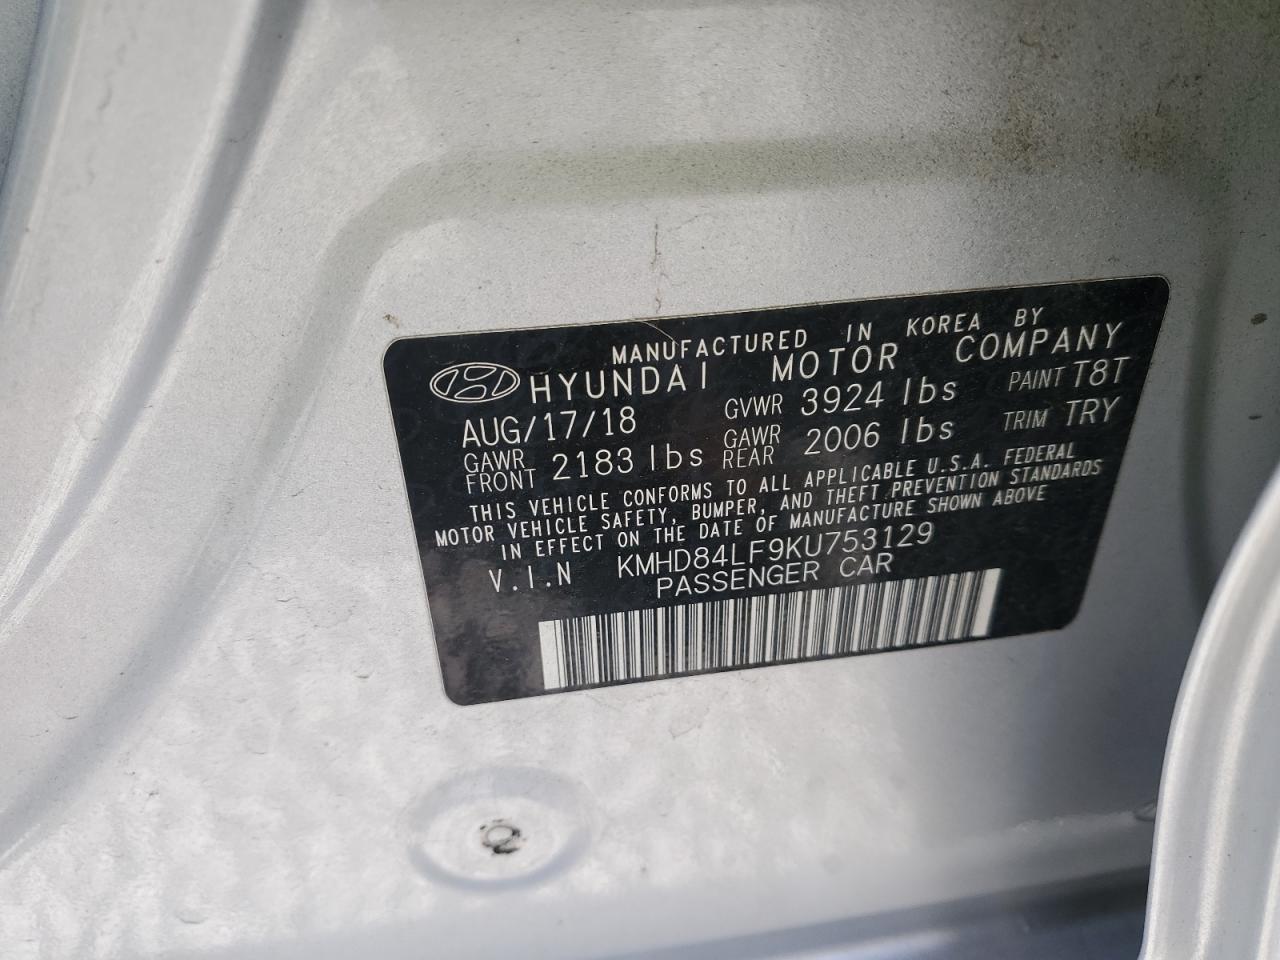 MANUFACTURED IN KOREA BY
HYUNDAI MOTOR COMPANY
AUG/17/18 GVWR 3924 lbs PAINT T8T
GAWR FRONT 2183 lbs GAWR REAR 2006 lbs TRIM TRY
THIS VEHICLE CONFORMS TO ALL APPLICABLE U.S.A. FEDERAL
MOTOR VEHICLE SAFETY, BUMPER, AND THEFT PREVENTION STANDARDS
IN EFFECT ON THE DATE OF MANUFACTURE SHOWN ABOVE
V.I.N KMHD84LF9KU753129
PASSENGER CAR